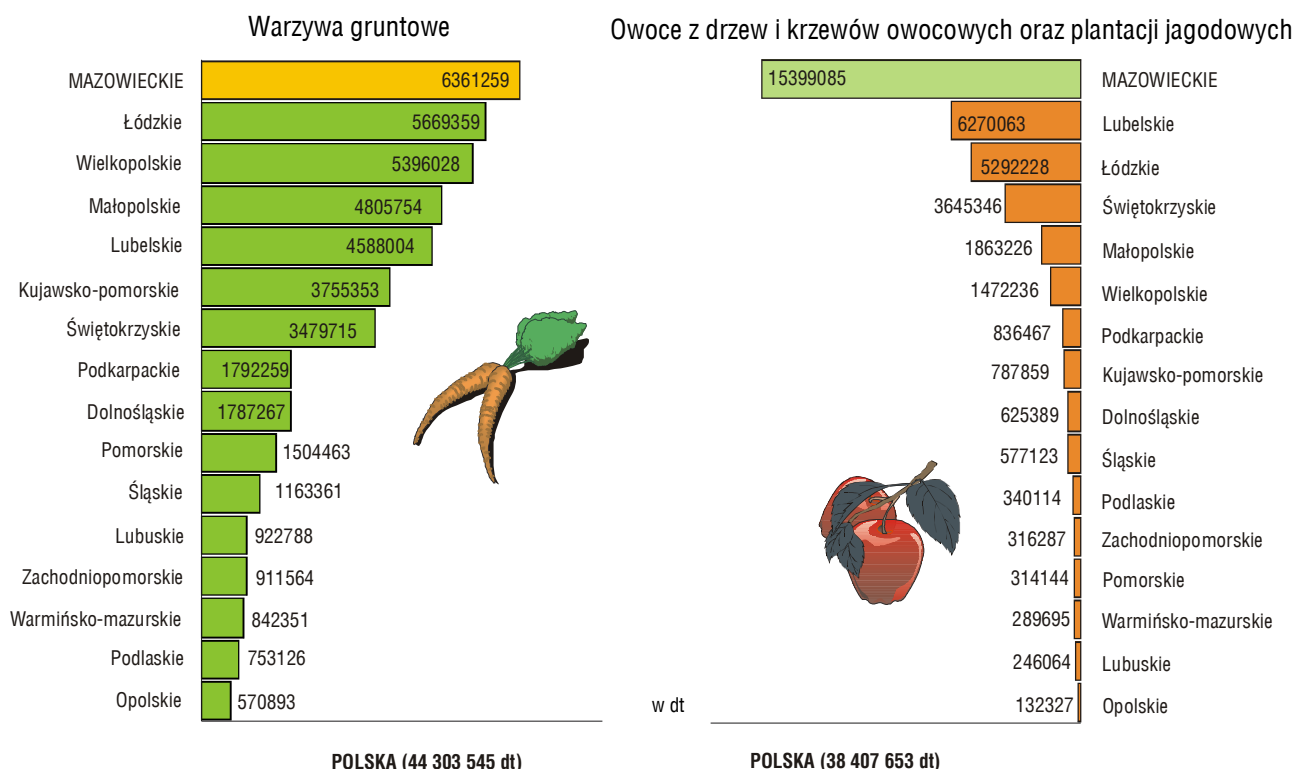 Warzywa gruntowe
MAZOWIECKIE 6361259
Łódzkie 5669359
Wielkopolskie 5396028
Małopolskie 4805754
Lubelskie 4588004
Kujawsko-pomorskie 3755353
Świętokrzyskie 3479715
Podkarpackie 1792259
Dolnośląskie 1787267
Pomorskie 1504463
Śląskie 1163361
Lubuskie 922788
Zachodniopomorskie 911564
Warmińsko-mazurskie 842351
Podlaskie 753126
Opolskie 570893
POLSKA (44 303 545 dt)
w dt
Owoce z drzew i krzewów owocowych oraz plantacji jagodowych
15399085 MAZOWIECKIE
6270063 Lubelskie
5292228 Łódzkie
3645346 Świętokrzyskie
1863226 Małopolskie
1472236 Wielkopolskie
836467 Podkarpackie
787859 Kujawsko-pomorskie
625389 Dolnośląskie
577123 Śląskie
340114 Podlaskie
316287 Zachodniopomorskie
314144 Pomorskie
289695 Warmińsko-mazurskie
246064 Lubuskie
132327 Opolskie
POLSKA (38 407 653 dt)